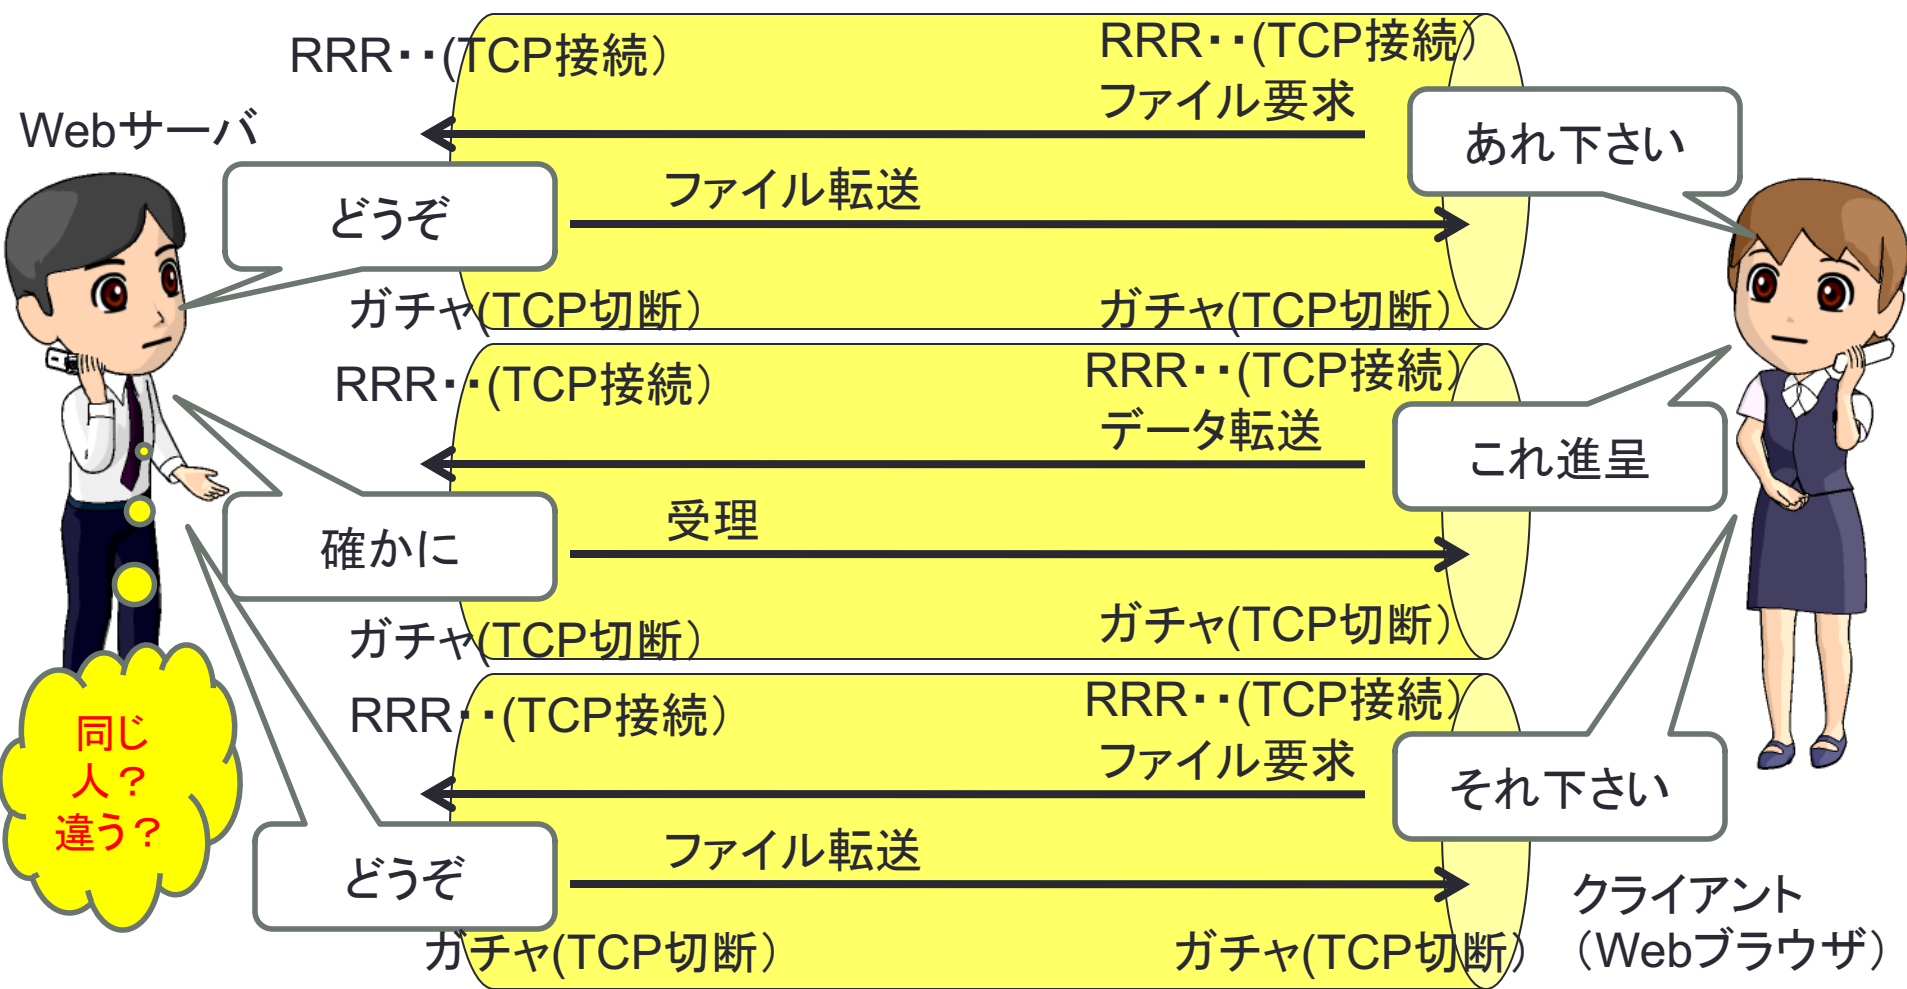 RRR・・(TCP接続）
RRR・・(TCP接続）
ファイル要求
Webサーバ
あれ下さい
どうぞ
ファイル転送
ガチャ(TCP切断）
ガチャ(TCP切断）
RRR・・(TCP接続）
RRR・・(TCP接続）
データ転送
これ進呈
確かに
受理
ガチャ(TCP切断）
ガチャ(TCP切断）
RRR・・(TCP接続）
RRR・・(TCP接続）
ファイル要求
それ下さい
同じ
人？
違う？
どうぞ
ファイル転送
ガチャ(TCP切断）
ガチャ(TCP切断）
クライアント
（Webブラウザ）